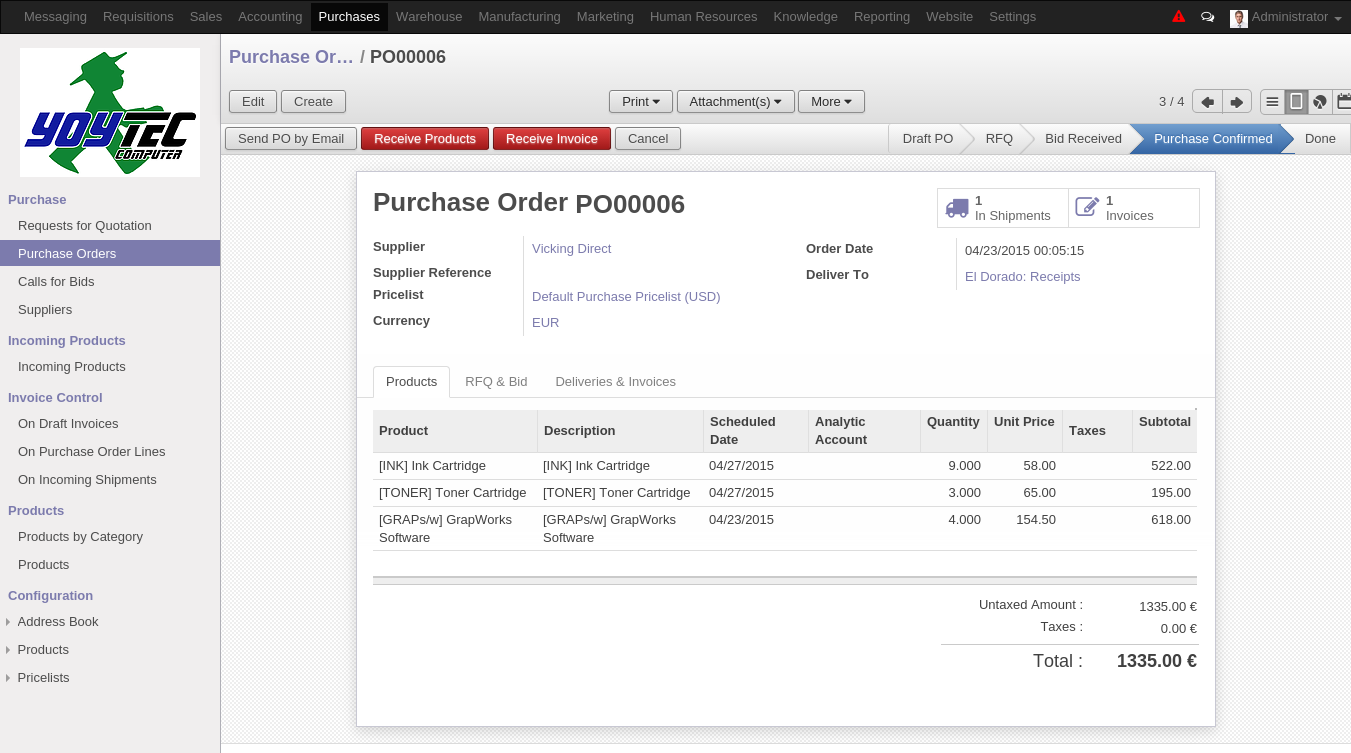 Messaging Requisitions Sales Accounting Purchases Warehouse Manufacturing Marketing Human Resources Knowledge Reporting Website Settings Administrator
YOYTEC
COMPUTER
Purchase
Requests for Quotation
Purchase Orders
Calls for Bids
Suppliers
Incoming Products
Incoming Products
Invoice Control
On Draft Invoices
On Purchase Order Lines
On Incoming Shipments
Products
Products by Category
Products
Configuration
Address Book
Products
Pricelists
Purchase Or… / PO00006
Edit Create Print Attachment(s) More 3 / 4
Send PO by Email Receive Products Receive Invoice Cancel Draft PO RFQ Bid Received Purchase Confirmed Done
Purchase Order PO00006
1
In Shipments
1
Invoices
Supplier Vicking Direct
Supplier Reference
Pricelist Default Purchase Pricelist (USD)
Currency EUR
Order Date 04/23/2015 00:05:15
Deliver To El Dorado: Receipts
Products RFQ & Bid Deliveries & Invoices
Product Description Scheduled Date Analytic Account Quantity Unit Price Taxes Subtotal
[INK] Ink Cartridge [INK] Ink Cartridge 04/27/2015 9.000 58.00 522.00
[TONER] Toner Cartridge [TONER] Toner Cartridge 04/27/2015 3.000 65.00 195.00
[GRAPs/w] GrapWorks Software [GRAPs/w] GrapWorks Software 04/23/2015 4.000 154.50 618.00
Untaxed Amount : 1335.00 €
Taxes : 0.00 €
Total : 1335.00 €